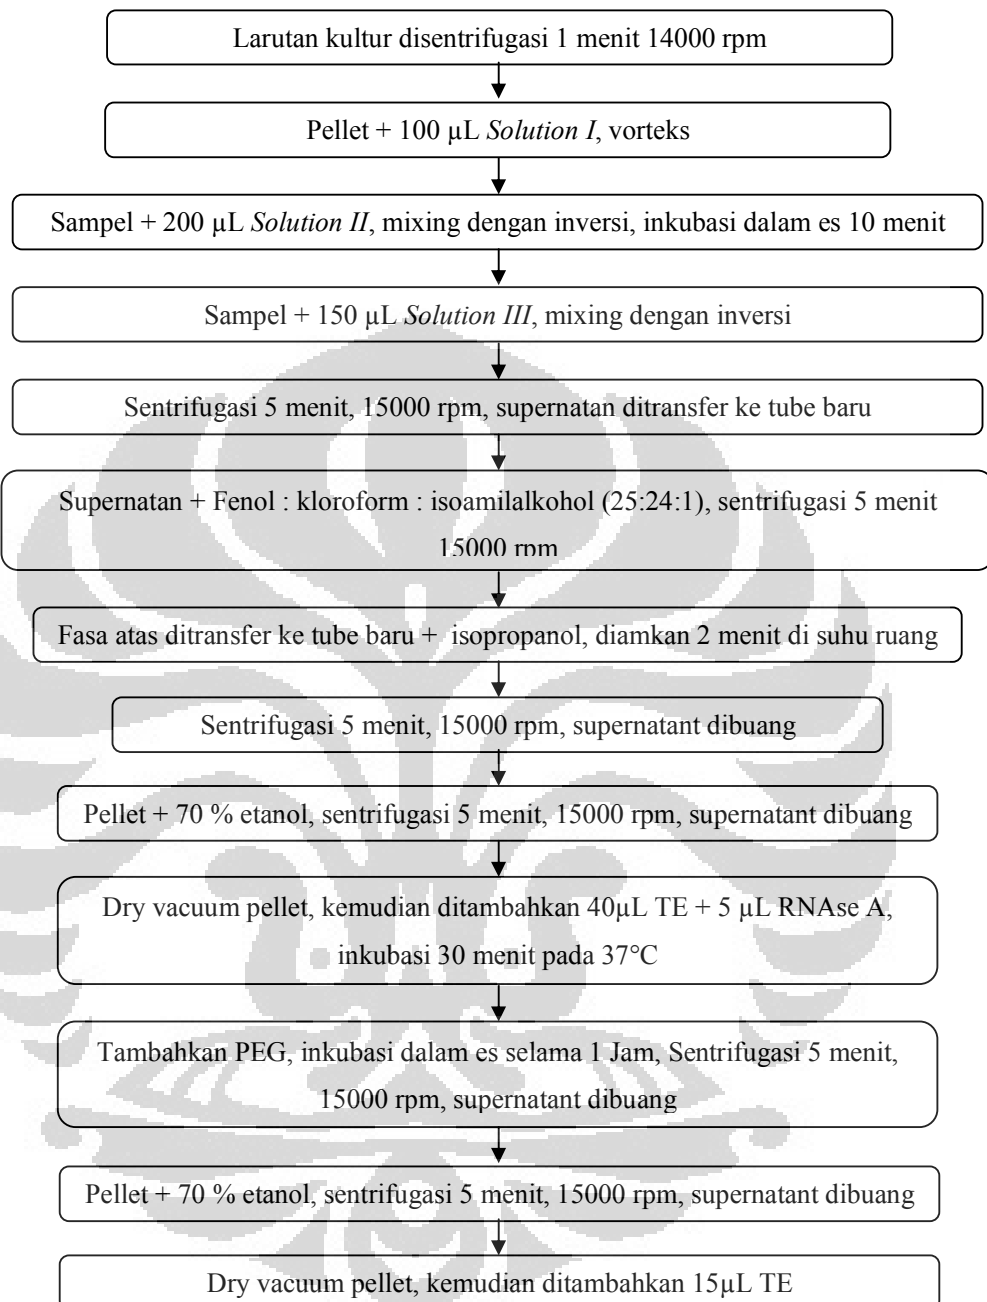 Larutan kultur disentrifugasi 1 menit 14000 rpm
Pellet + 100 µL Solution I, vorteks
Sampel + 200 µL Solution II, mixing dengan inversi, inkubasi dalam es 10 menit
Sampel + 150 µL Solution III, mixing dengan inversi
Sentrifugasi 5 menit, 15000 rpm, supernatan ditransfer ke tube baru
Supernatan + Fenol : kloroform : isoamilalkohol (25:24:1), sentrifugasi 5 menit
15000 rpm
Fasa atas ditransfer ke tube baru + isopropanol, diamkan 2 menit di suhu ruang
Sentrifugasi 5 menit, 15000 rpm, supernatant dibuang
Pellet + 70 % etanol, sentrifugasi 5 menit, 15000 rpm, supernatant dibuang
Dry vacuum pellet, kemudian ditambahkan 40µL TE + 5 µL RNAse A,
inkubasi 30 menit pada 37°C
Tambahkan PEG, inkubasi dalam es selama 1 Jam, Sentrifugasi 5 menit,
15000 rpm, supernatant dibuang
Pellet + 70 % etanol, sentrifugasi 5 menit, 15000 rpm, supernatant dibuang
Dry vacuum pellet, kemudian ditambahkan 15µL TE